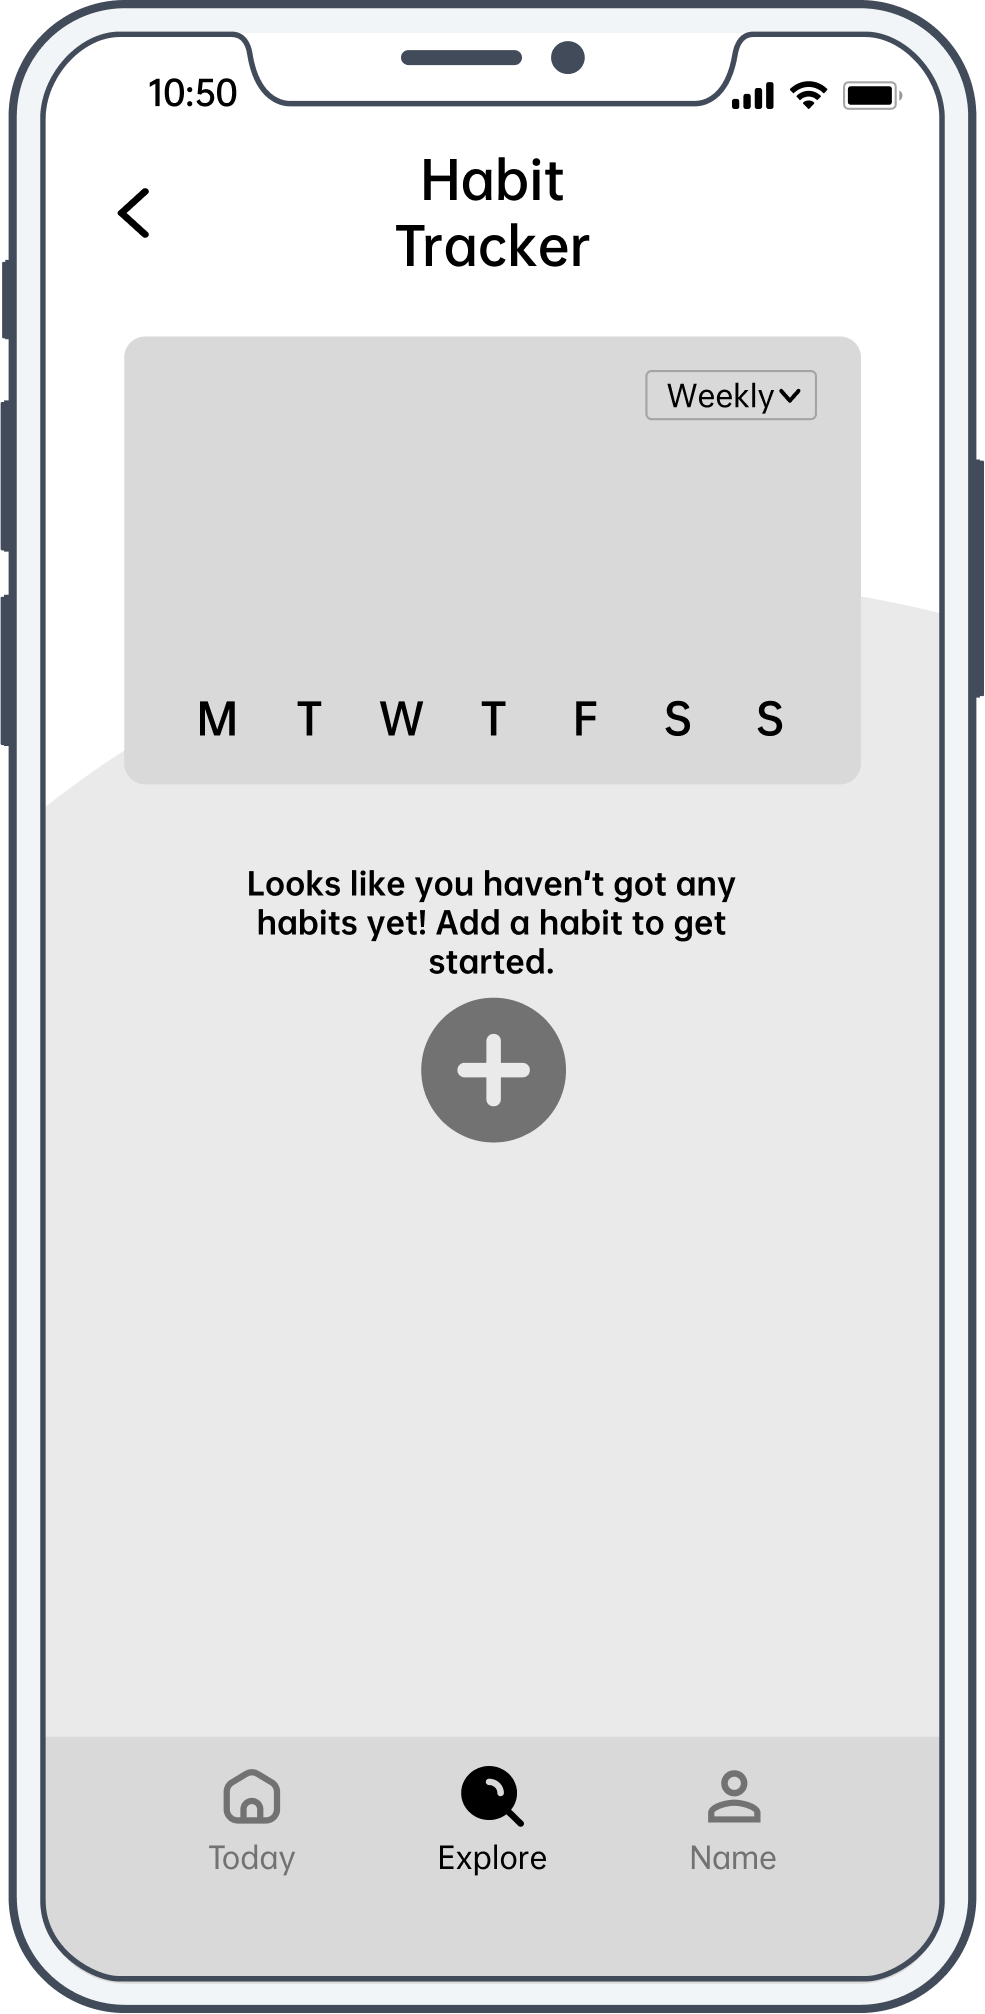 10:50
Habit
Tracker
Weekly
M T W T F S S
Looks like you haven't got any
habits yet! Add a habit to get
started.
Today Explore Name